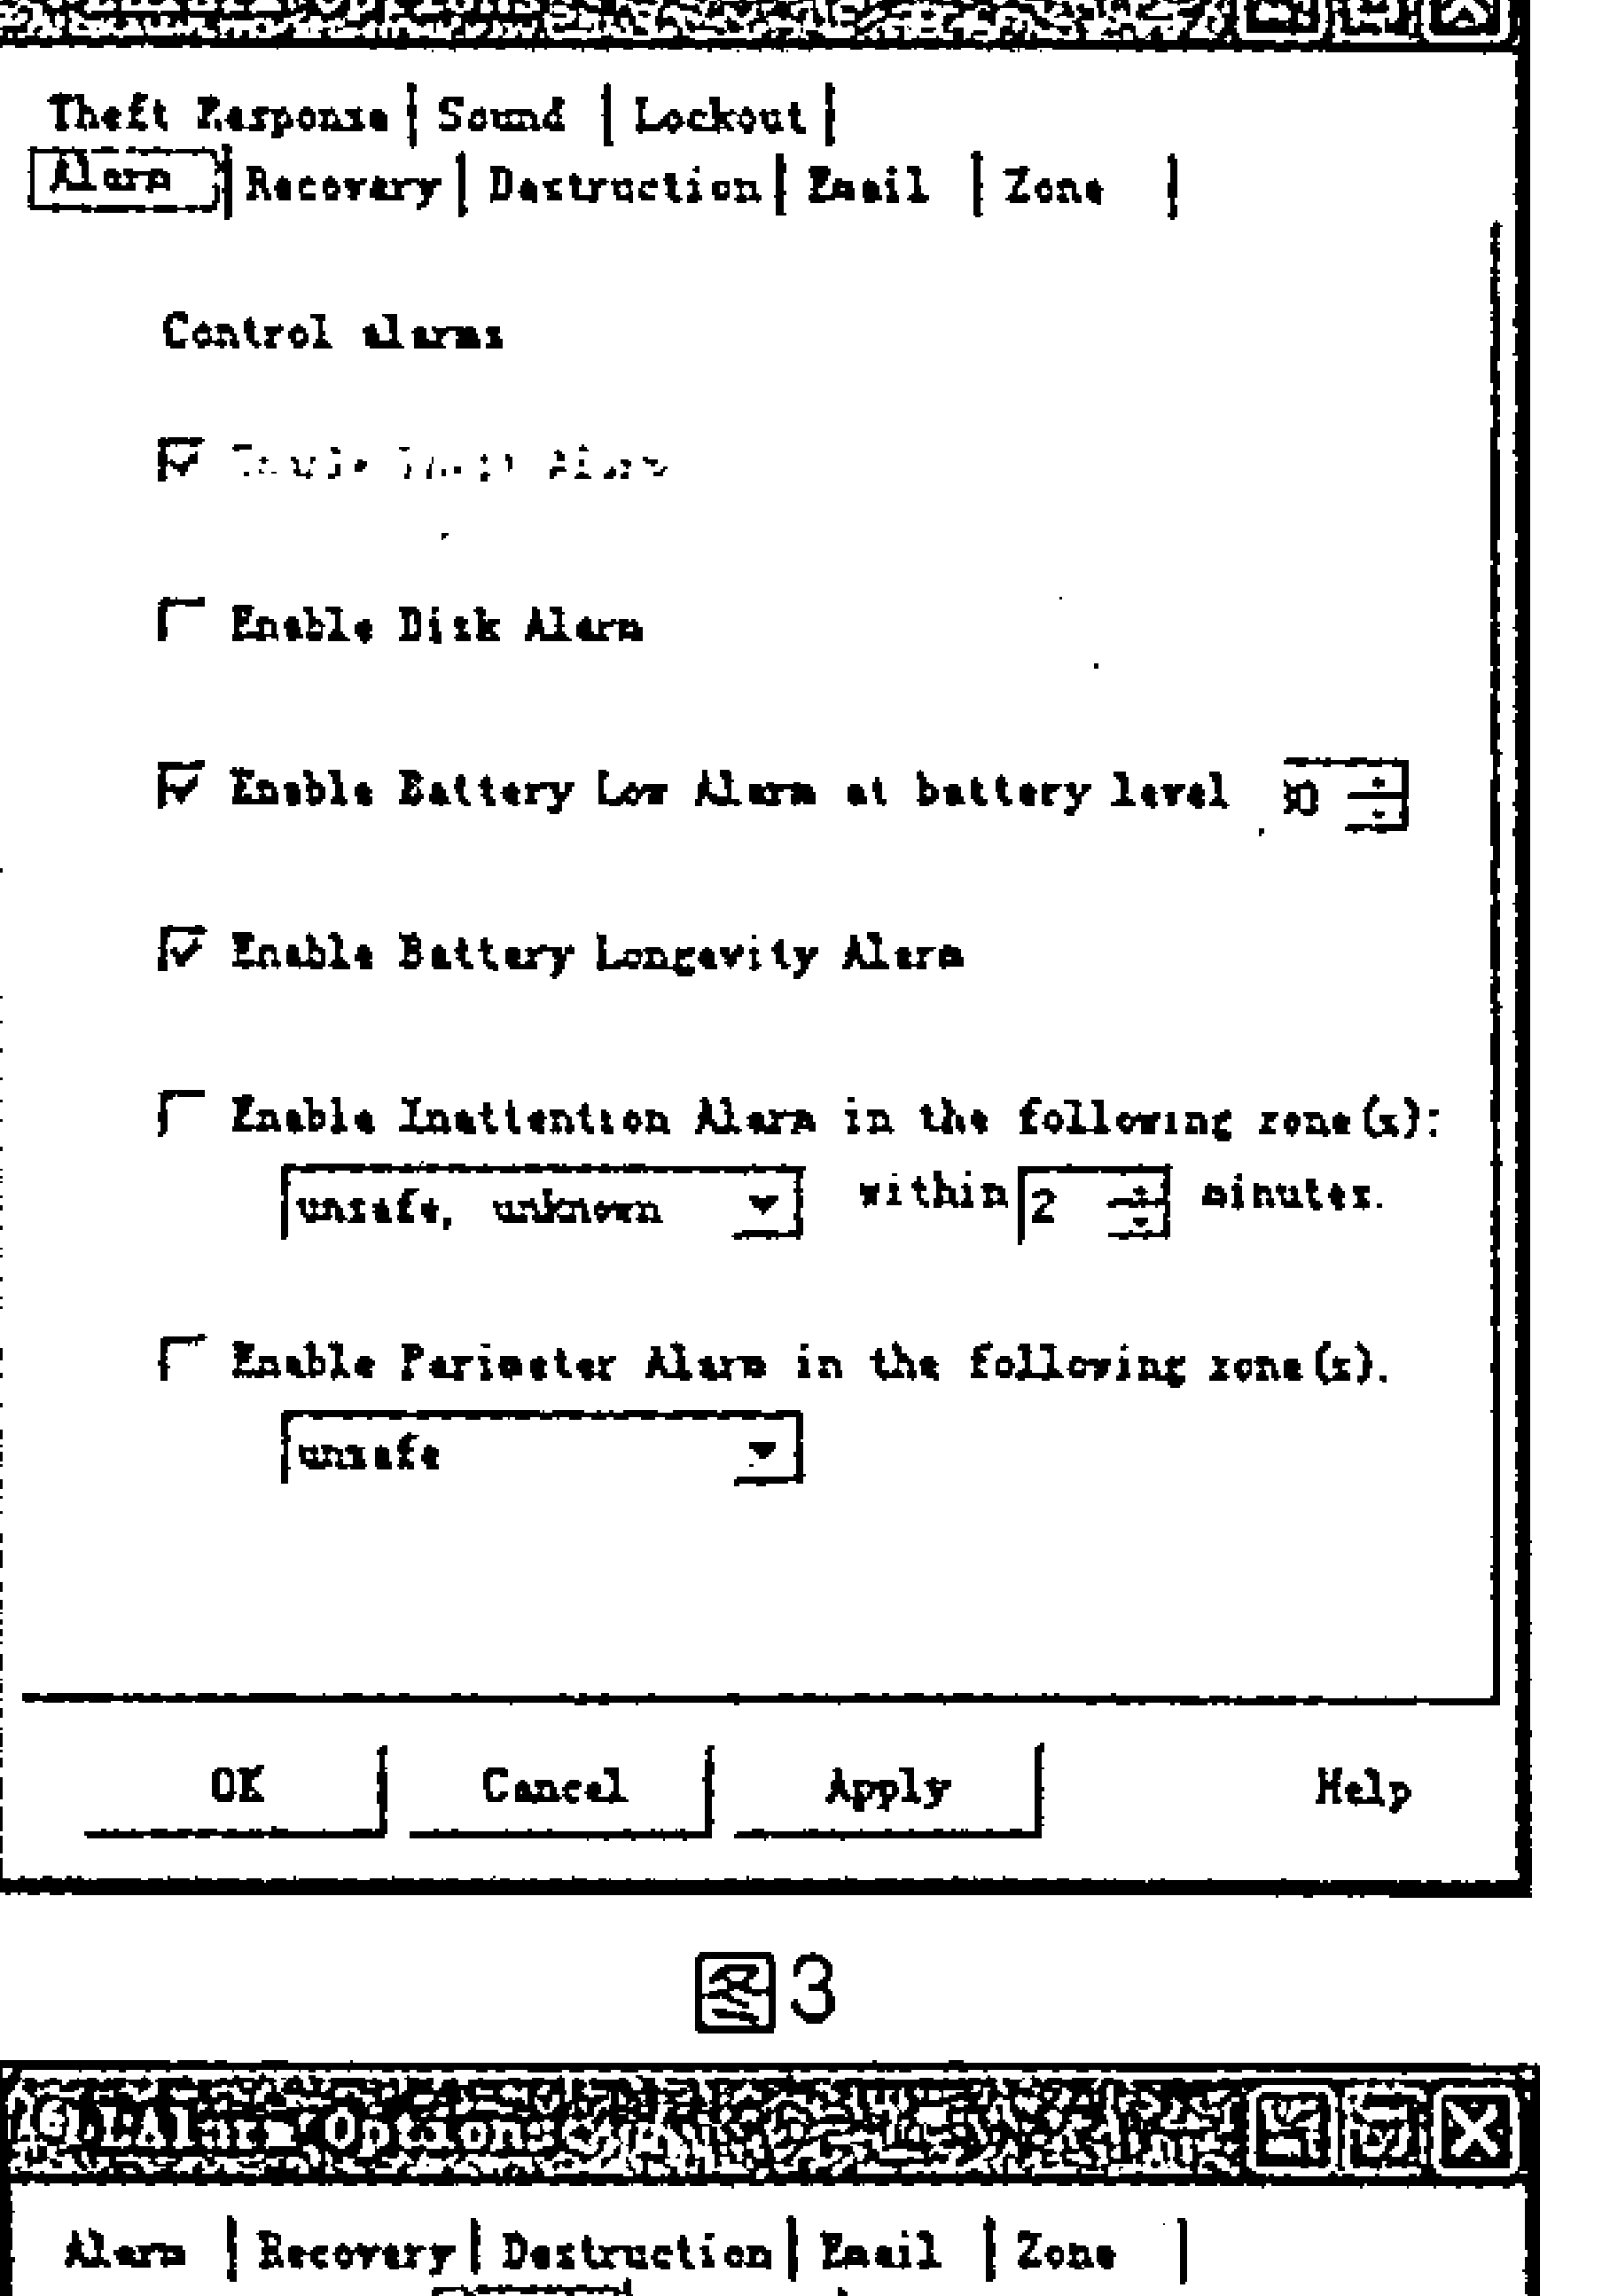 Theft Response Sound Lockout
Alarm Recovery Destruction Email Zone
Control alarms
Enable Theft Alarm
Enable Disk Alarm
Enable Battery Low Alarm at battery level
Enable Battery Longevity Alarm
Enable Inattention Alarm in the following zone(s):
unsafe, unknown within 2 minutes.
Enable Perimeter Alarm in the following zone(s).
unsafe
OK Cancel Apply Help
图3
Alarm Options
Alarm Recovery Destruction Email Zone